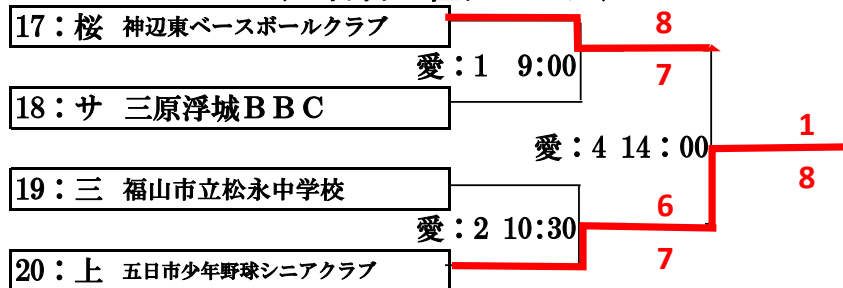 17：桜 神辺東ベースボールクラブ
8
愛：1 9:00
7
18：サ 三原浮城ＢＢＣ
愛：4 14：00
1
8
19：三 福山市立松永中学校
6
愛：2 10:30
7
20：上 五日市少年野球シニアクラブ